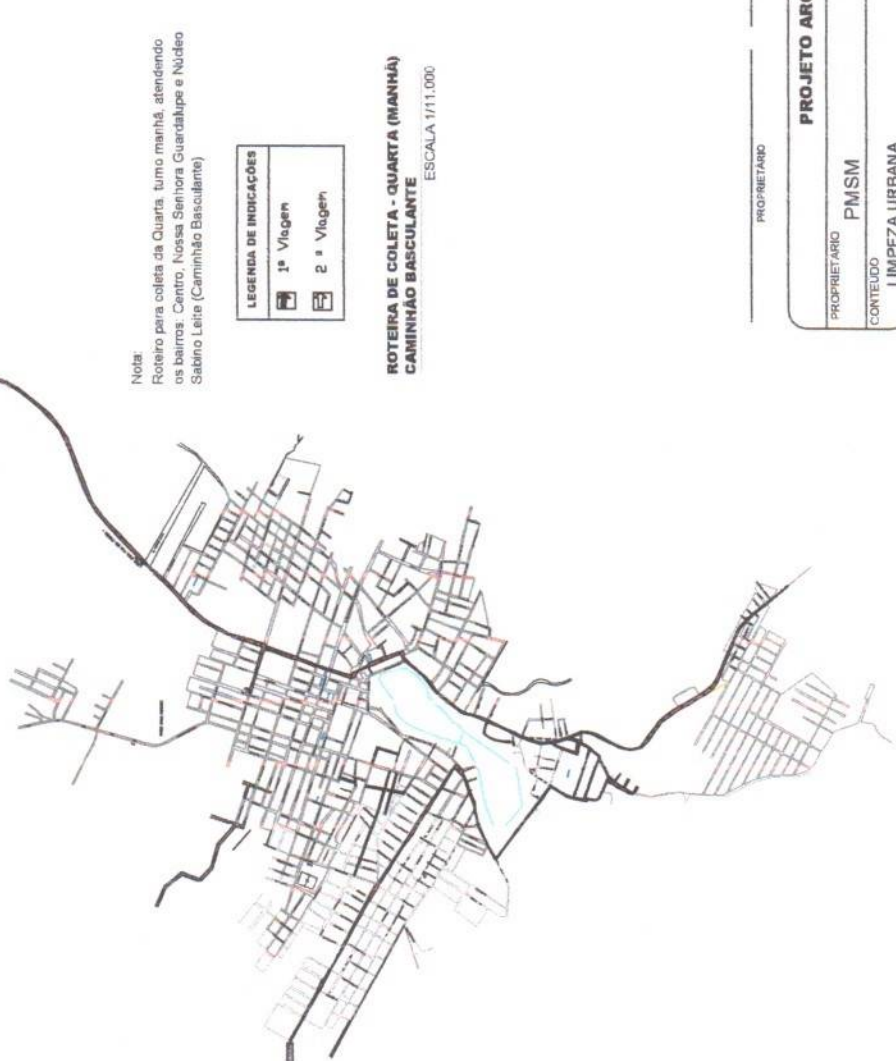 Nota:
Roteiro para coleta da Quarta, turno manhã, atendendo
os bairros: Centro, Nossa Senhora Guardalupe e Núcleo
Sabino Leite (Caminhão Basculante)
LEGENDA DE INDICAÇÕES
1ª Viagem
2 ª Viagem
ROTEIRA DE COLETA - QUARTA (MANHÃ)
CAMINHÃO BASCULANTE
ESCALA 1/11.000
PROPRIETÁRIO
PROJETO ARQ
PROPRIETÁRIO
PMSM
CONTEÚDO
LIMPEZA URBANA